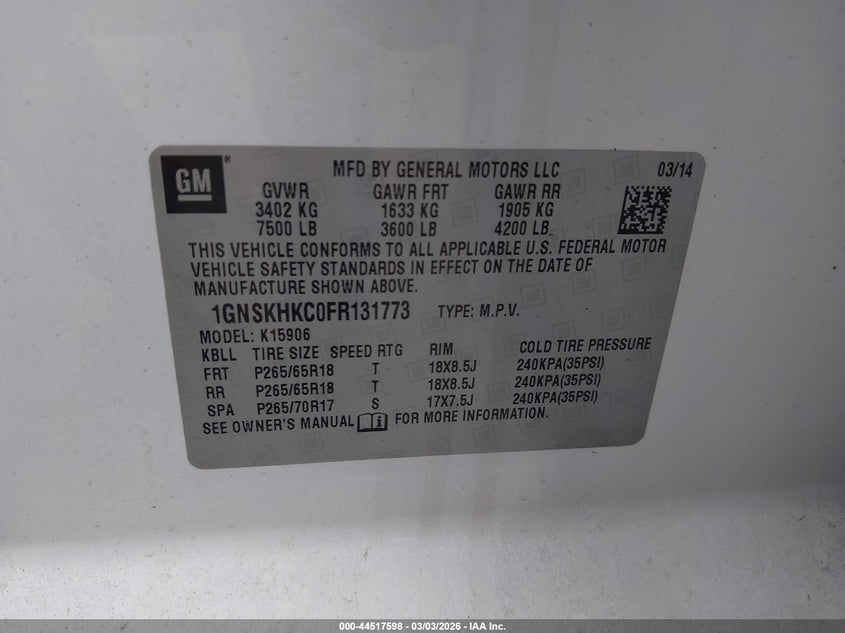 GM® MFD BY GENERAL MOTORS LLC 03/14
GVWR GAWR FRT GAWR RR
3402 KG 1633 KG 1905 KG
7500 LB 3600 LB 4200 LB
THIS VEHICLE CONFORMS TO ALL APPLICABLE U.S. FEDERAL MOTOR
VEHICLE SAFETY STANDARDS IN EFFECT ON THE DATE OF
MANUFACTURE SHOWN ABOVE.
1GNSKHKC0FR131773 TYPE: M.P.V.
MODEL: K15906
KBLL TIRE SIZE SPEED RTG RIM COLD TIRE PRESSURE
FRT P265/65R18 T 18X8.5J 240KPA(35PSI)
RR P265/65R18 T 18X8.5J 240KPA(35PSI)
SPA P265/70R17 S 17X7.5J 240KPA(35PSI)
SEE OWNER'S MANUAL FOR MORE INFORMATION.
000-44517598 - 03/03/2026 - IAA Inc.